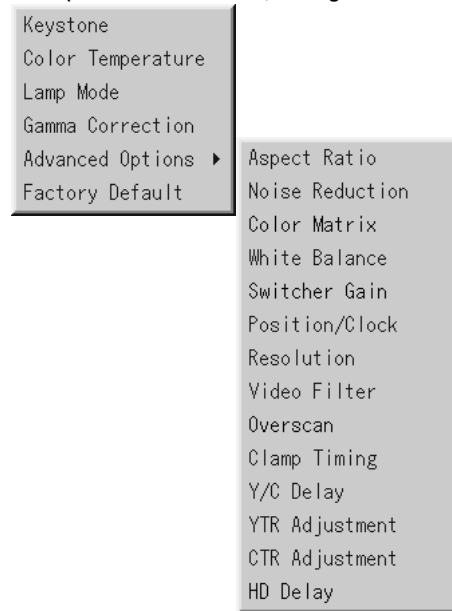 Keystone
Color Temperature
Lamp Mode
Gamma Correction
Advanced Options
Factory Default
Aspect Ratio
Noise Reduction
Color Matrix
White Balance
Switcher Gain
Position/Clock
Resolution
Video Filter
Overscan
Clamp Timing
Y/C Delay
YTR Adjustment
CTR Adjustment
HD Delay